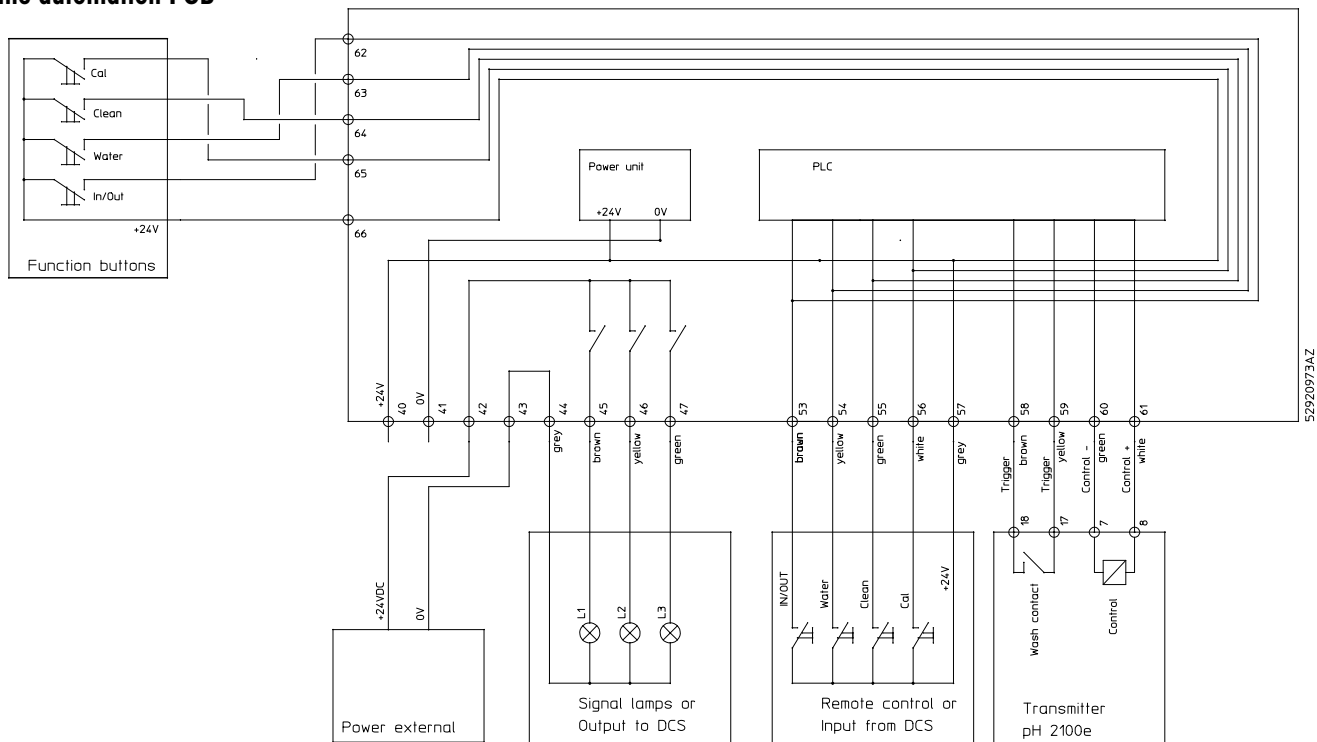 62
Cal
63
Clean
64
Water
65
In/Out
+24V
66
Function buttons
Power unit
+24V 0V
PLC
+24V
40
0V
41
42
43
44
45
46
47
53
54
55
56
57
58
59
60
61
grey
brown
yellow
green
brown
yellow
green
white
grey
Trigger
brown
Trigger
yellow
Control -
green
Control +
white
18
17
7
8
+24VDC
0V
Power external
L1
L2
L3
Signal lamps or
Output to DCS
IN/OUT
Water
Clean
Cal
+24V
Remote control or
Input from DCS
Wash contact
Control
Transmitter
pH 2100e
52920973AZ